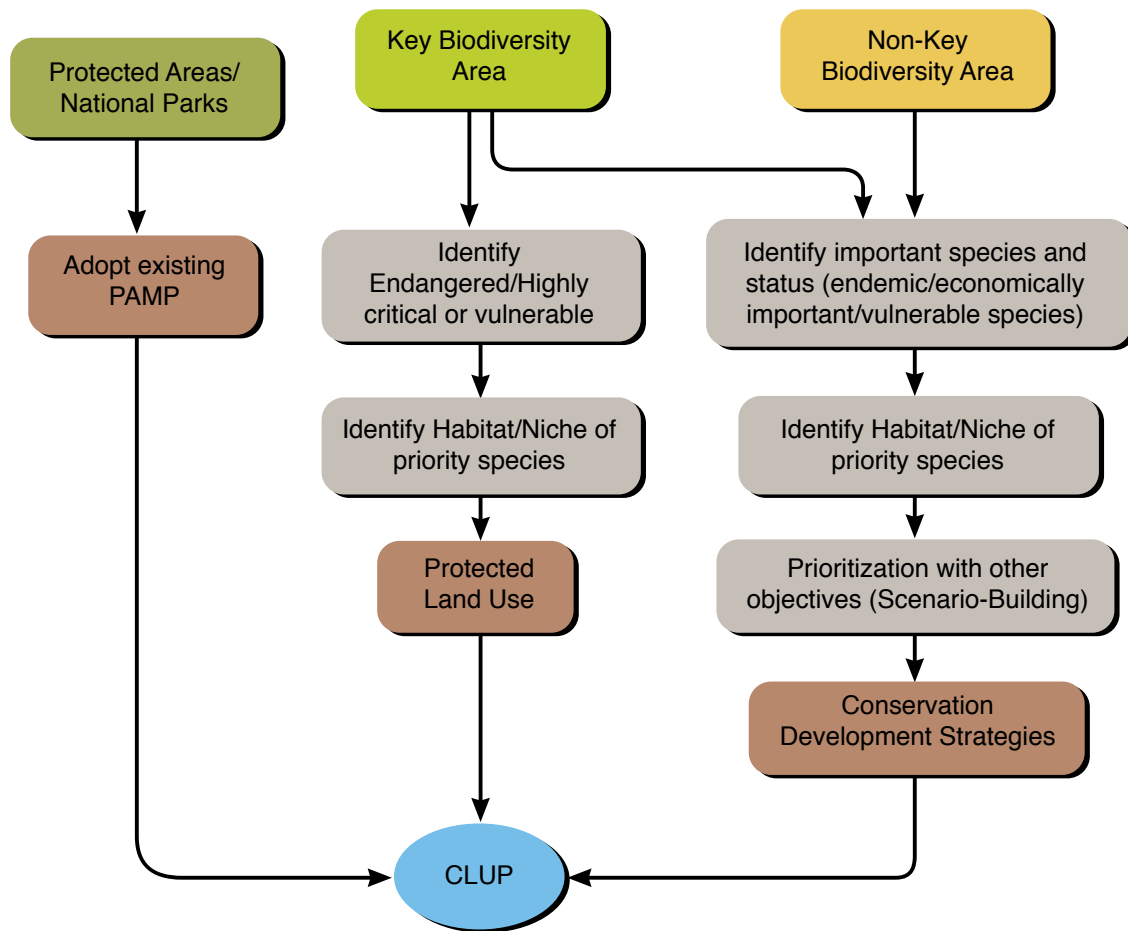 Protected Areas/
National Parks
Key Biodiversity
Area
Non-Key
Biodiversity Area
Adopt existing
PAMP
Identify
Endangered/Highly
critical or vulnerable
Identify important species and
status (endemic/economically
important/vulnerable species)
Identify Habitat/Niche of
priority species
Identify Habitat/Niche of
priority species
Protected
Land Use
Prioritization with other
objectives (Scenario-Building)
Conservation
Development Strategies
CLUP